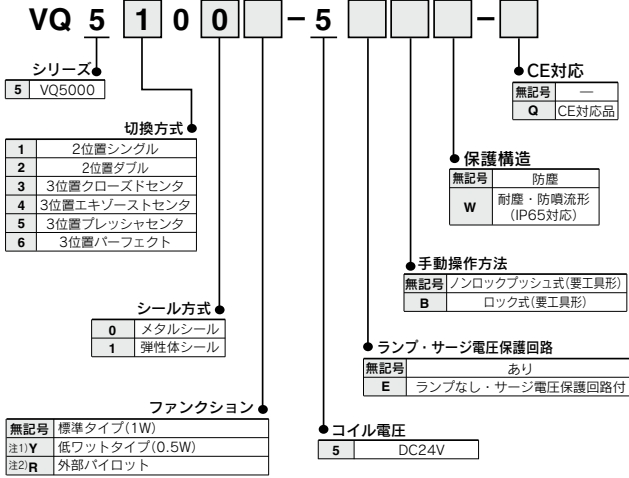 VQ 5 1 0 0 - 5 -
シリーズ
5 VQ5000
切換方式
1 2位置シングル
2 2位置ダブル
3 3位置クローズドセンタ
4 3位置エキゾーストセンタ
5 3位置プレッシャセンタ
6 3位置パーフェクト
シール方式
0 メタルシール
1 弾性体シール
ファンクション
無記号 標準タイプ(1W)
注1)Y 低ワットタイプ(0.5W)
注2)R 外部パイロット
CE対応
無記号 —
Q CE対応品
保護構造
無記号 防塵
W 耐塵・防噴流形
(IP65対応)
手動操作方法
無記号 ノンロックプッシュ式(要工具形)
B ロック式(要工具形)
ランプ・サージ電圧保護回路
無記号 あり
E ランプなし・サージ電圧保護回路付
コイル電圧
5 DC24V